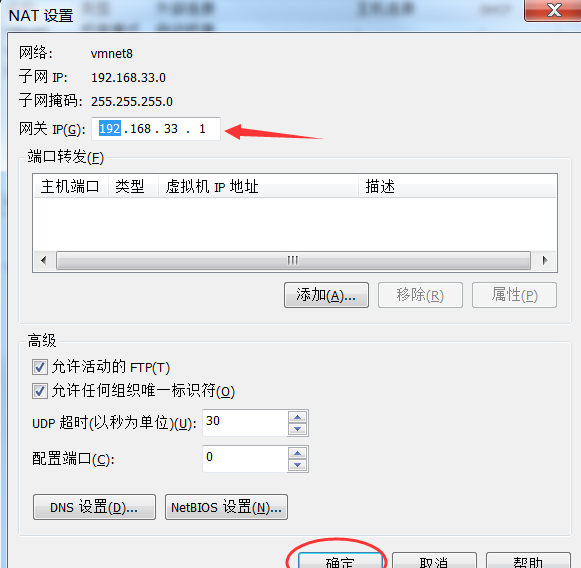 NAT 设置
网络: vmnet8
子网 IP: 192.168.33.0
子网掩码: 255.255.255.0
网关 IP(G): 192 . 168 . 33 . 1
端口转发(F)
主机端口 类型 虚拟机 IP 地址 描述
添加(A)... 移除(R) 属性(P)
高级
允许活动的 FTP(T)
允许任何组织唯一标识符(O)
UDP 超时(以秒为单位)(U): 30
配置端口(C): 0
DNS 设置(D)... NetBIOS 设置(N)...
确定 取消 帮助